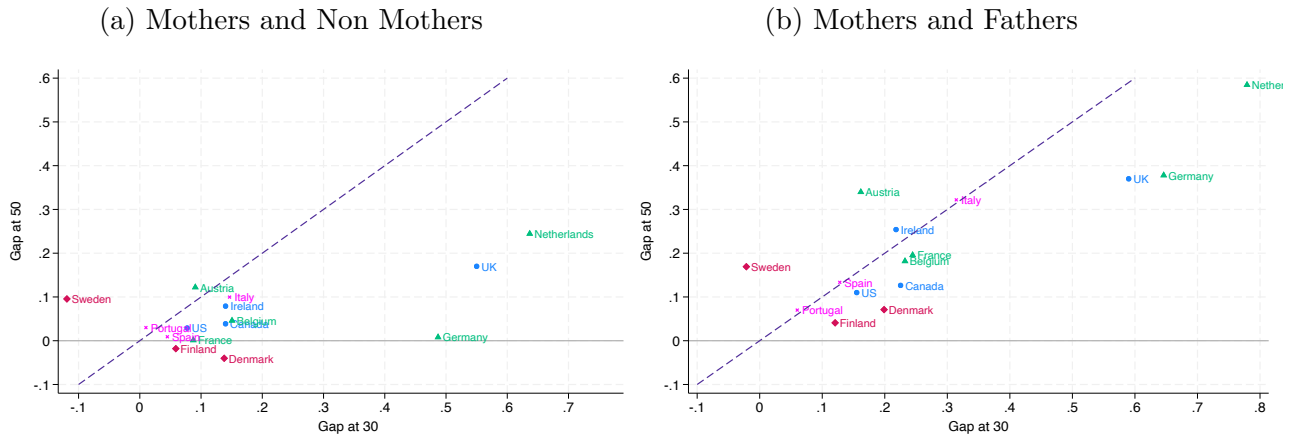 (a) Mothers and Non Mothers
.6
.5
.4
.3
.2
.1
0
-.1
Gap at 50
Netherlands
UK
Austria
Sweden
Italy
Ireland
Belgium
Canada
Portugal
US
Spain
France
Germany
Finland
Denmark
-.1 0 .1 .2 .3 .4 .5 .6 .7
Gap at 30
(b) Mothers and Fathers
.6
.5
.4
.3
.2
.1
0
-.1
Gap at 50
Nether
UK
Germany
Austria
Italy
Ireland
France
Belgium
Sweden
Spain
Canada
US
Portugal
Denmark
Finland
-.1 0 .1 .2 .3 .4 .5 .6 .7 .8
Gap at 30